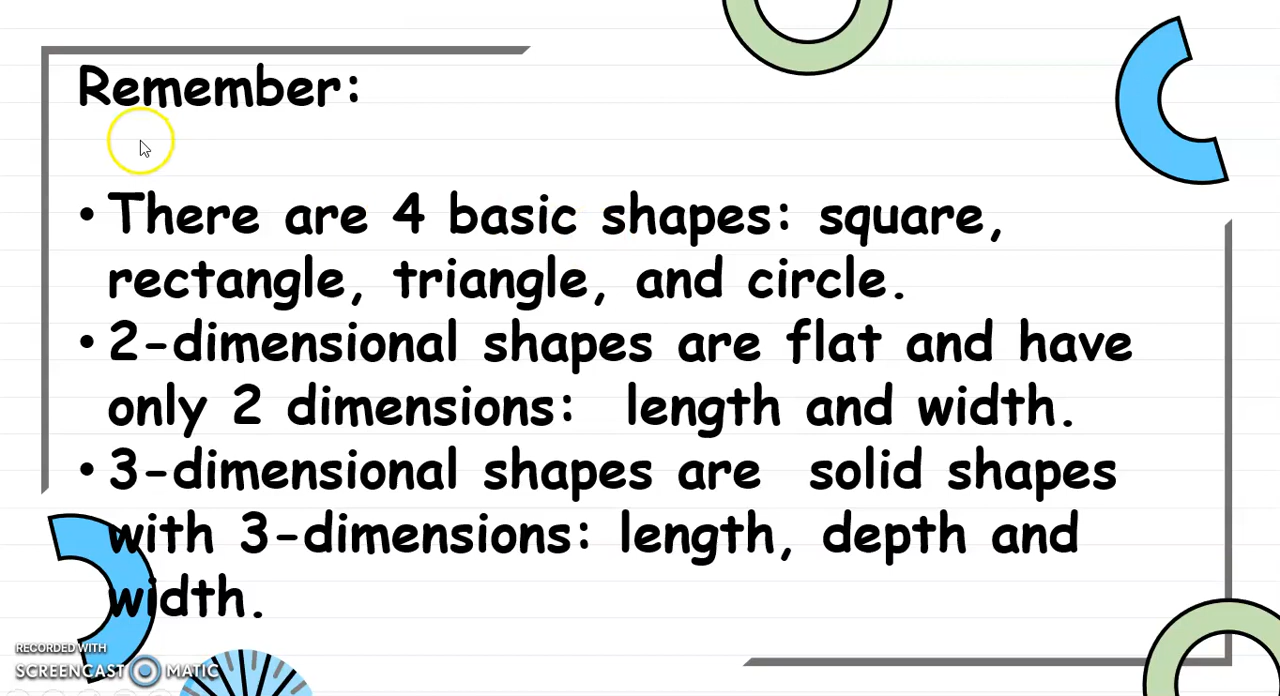 Remember:
• There are 4 basic shapes: square,
rectangle, triangle, and circle.
• 2-dimensional shapes are flat and have
only 2 dimensions:  length and width.
• 3-dimensional shapes are  solid shapes
with 3-dimensions: length, depth and
width.
RECORDED WITH
SCREENCAST MATIC